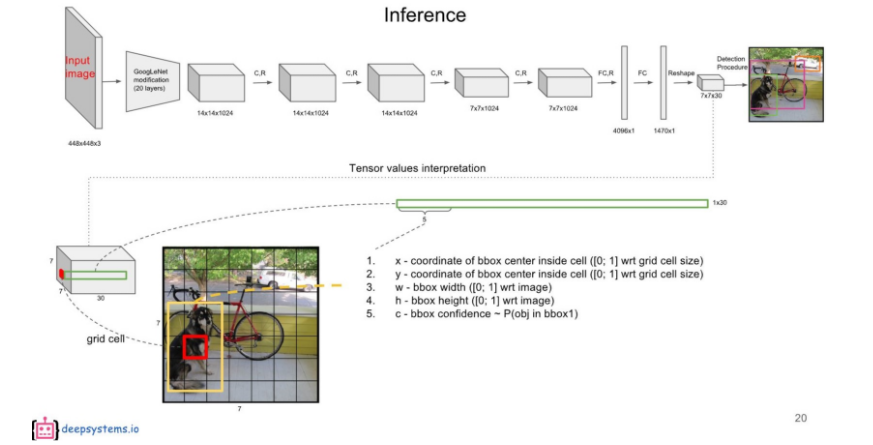 Inference
Input
image
GoogLeNet
modification
(20 layers)
C,R
C,R
C,R
C,R
FC,R
FC
Reshape
Detection
Procedure
448x448x3
14x14x1024
14x14x1024
14x14x1024
7x7x1024
7x7x1024
4096x1
1470x1
7x7x30
Tensor values interpretation
1x30
5
7
7
30
grid cell
7
7
1. x - coordinate of bbox center inside cell ([0; 1] wrt grid cell size)
2. y - coordinate of bbox center inside cell ([0; 1] wrt grid cell size)
3. w - bbox width ([0; 1] wrt image)
4. h - bbox height ([0; 1] wrt image)
5. c - bbox confidence ~ P(obj in bbox1)
deepsystems.io
20